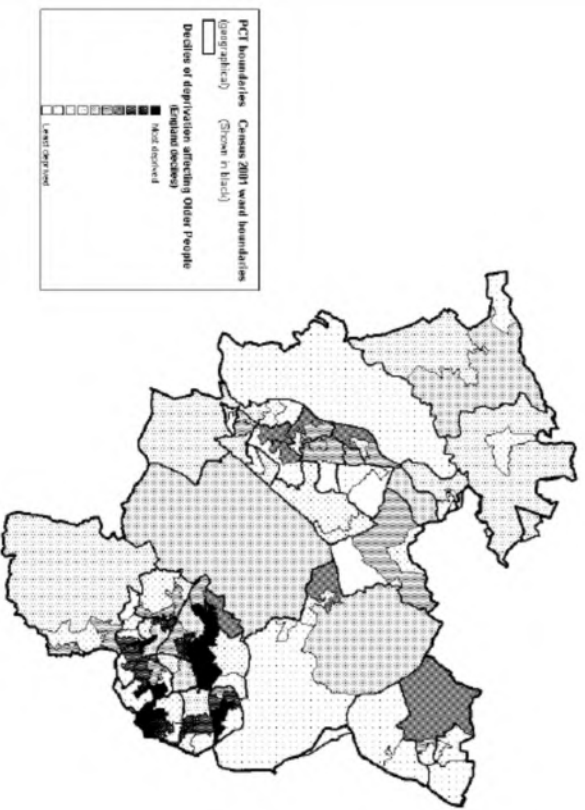 PCT boundaries Census 2001 ward boundaries
(geographical) (Shown in black)
Deciles of deprivation affecting Older People
(England deciles)
Most deprived
Least deprived